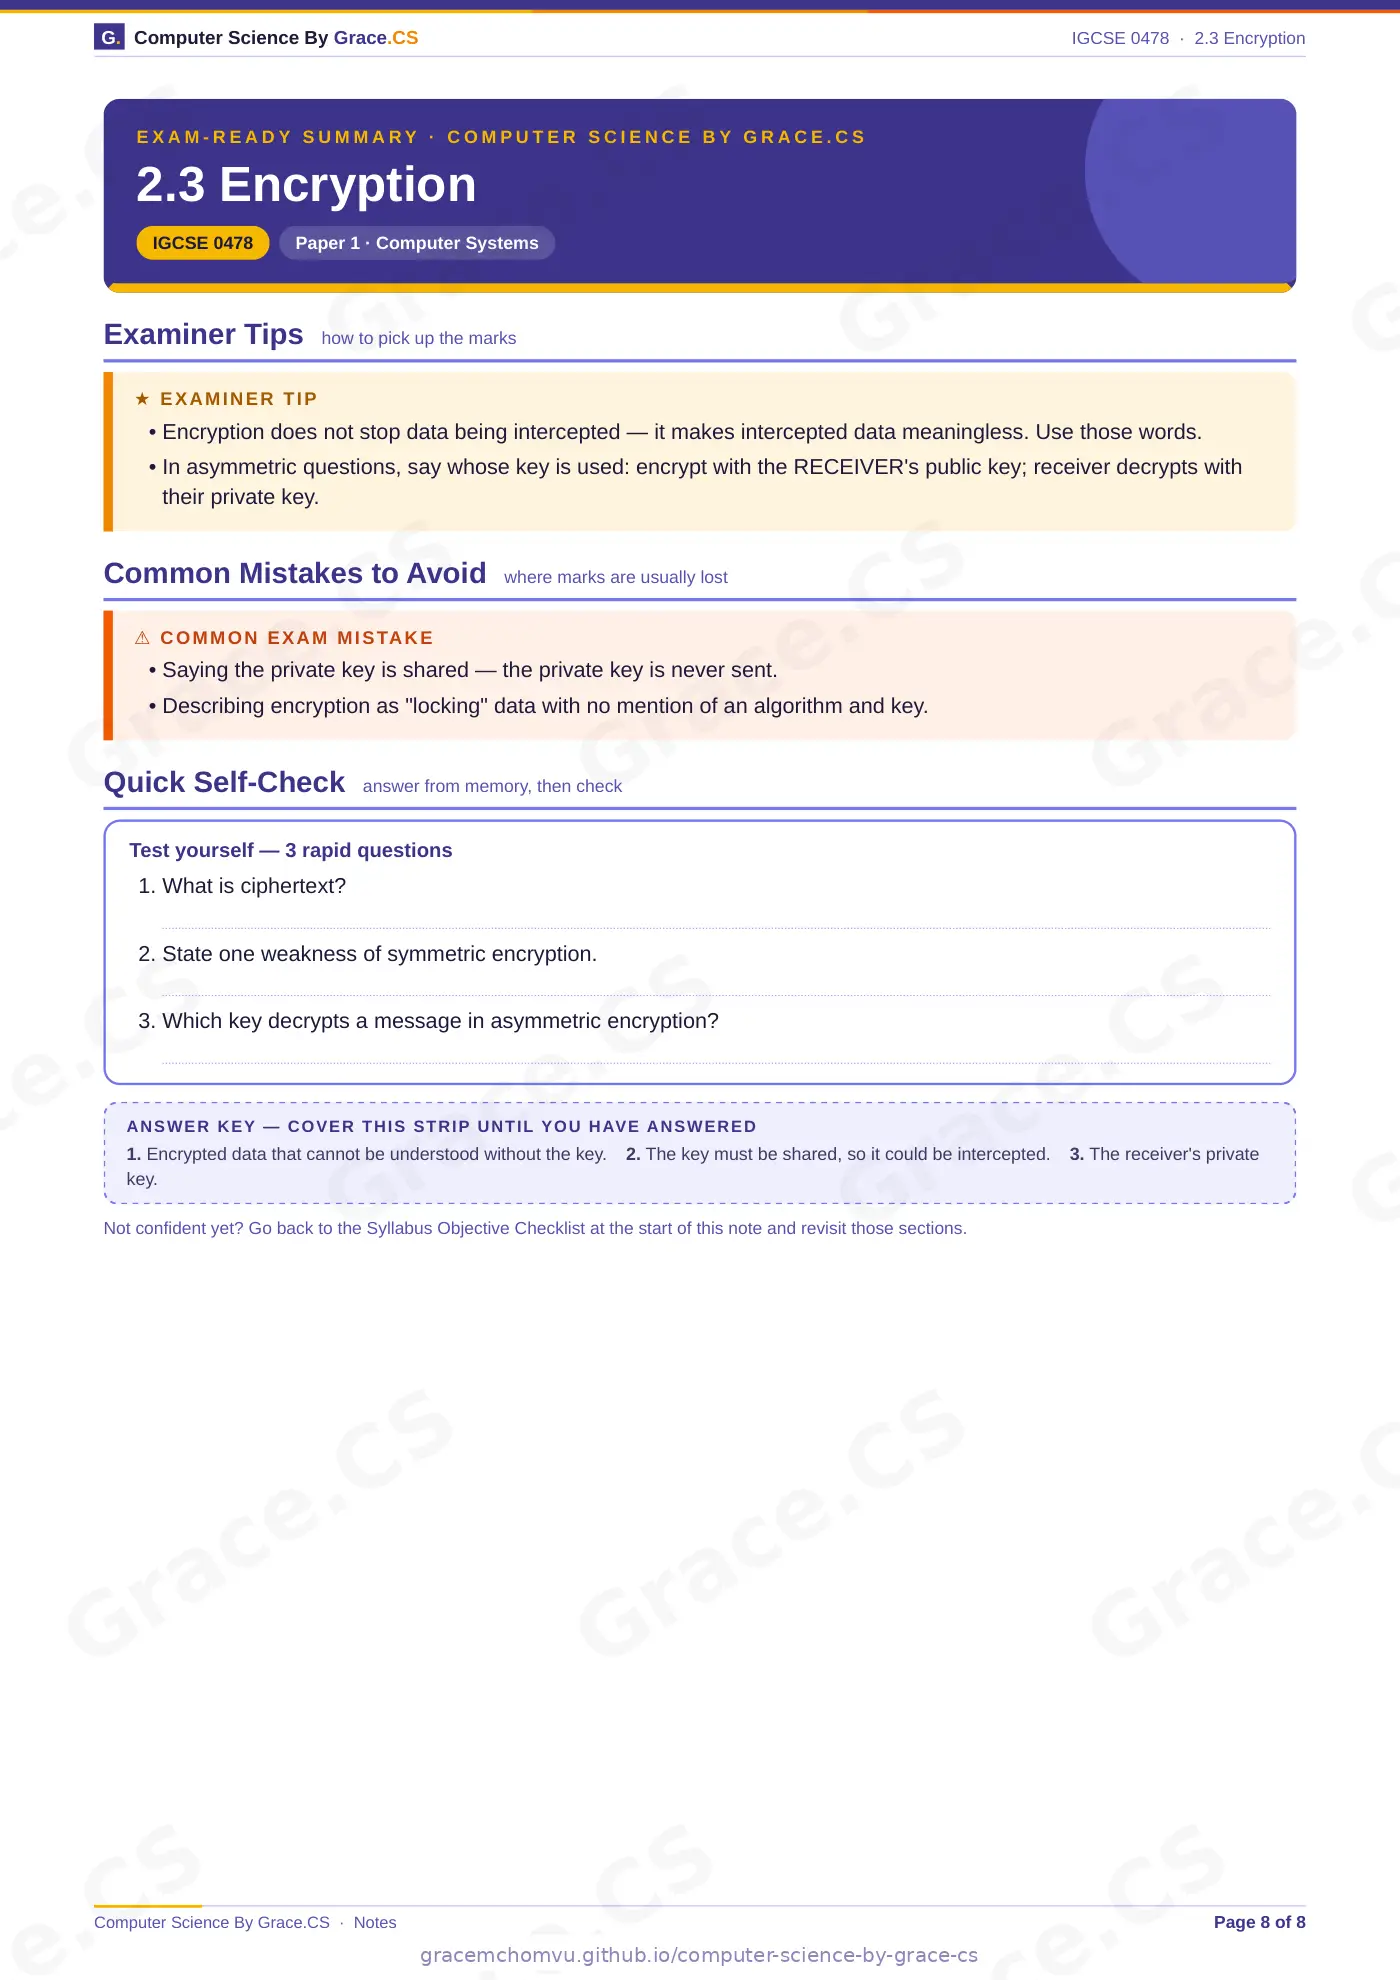 G. Computer Science By Grace.CS
IGCSE 0478 · 2.3 Encryption
EXAM-READY SUMMARY · COMPUTER SCIENCE BY GRACE.CS
2.3 Encryption
IGCSE 0478
Paper 1 · Computer Systems
Examiner Tips how to pick up the marks
★ EXAMINER TIP
• Encryption does not stop data being intercepted — it makes intercepted data meaningless. Use those words.
• In asymmetric questions, say whose key is used: encrypt with the RECEIVER's public key; receiver decrypts with
their private key.
Common Mistakes to Avoid where marks are usually lost
⚠ COMMON EXAM MISTAKE
• Saying the private key is shared — the private key is never sent.
• Describing encryption as "locking" data with no mention of an algorithm and key.
Quick Self-Check answer from memory, then check
Test yourself — 3 rapid questions
1. What is ciphertext?
2. State one weakness of symmetric encryption.
3. Which key decrypts a message in asymmetric encryption?
ANSWER KEY — COVER THIS STRIP UNTIL YOU HAVE ANSWERED
1. Encrypted data that cannot be understood without the key. 2. The key must be shared, so it could be intercepted. 3. The receiver's private
key.
Not confident yet? Go back to the Syllabus Objective Checklist at the start of this note and revisit those sections.
Computer Science By Grace.CS · Notes
Page 8 of 8
gracemchomvu.github.io/computer-science-by-grace-cs
Grace.CS